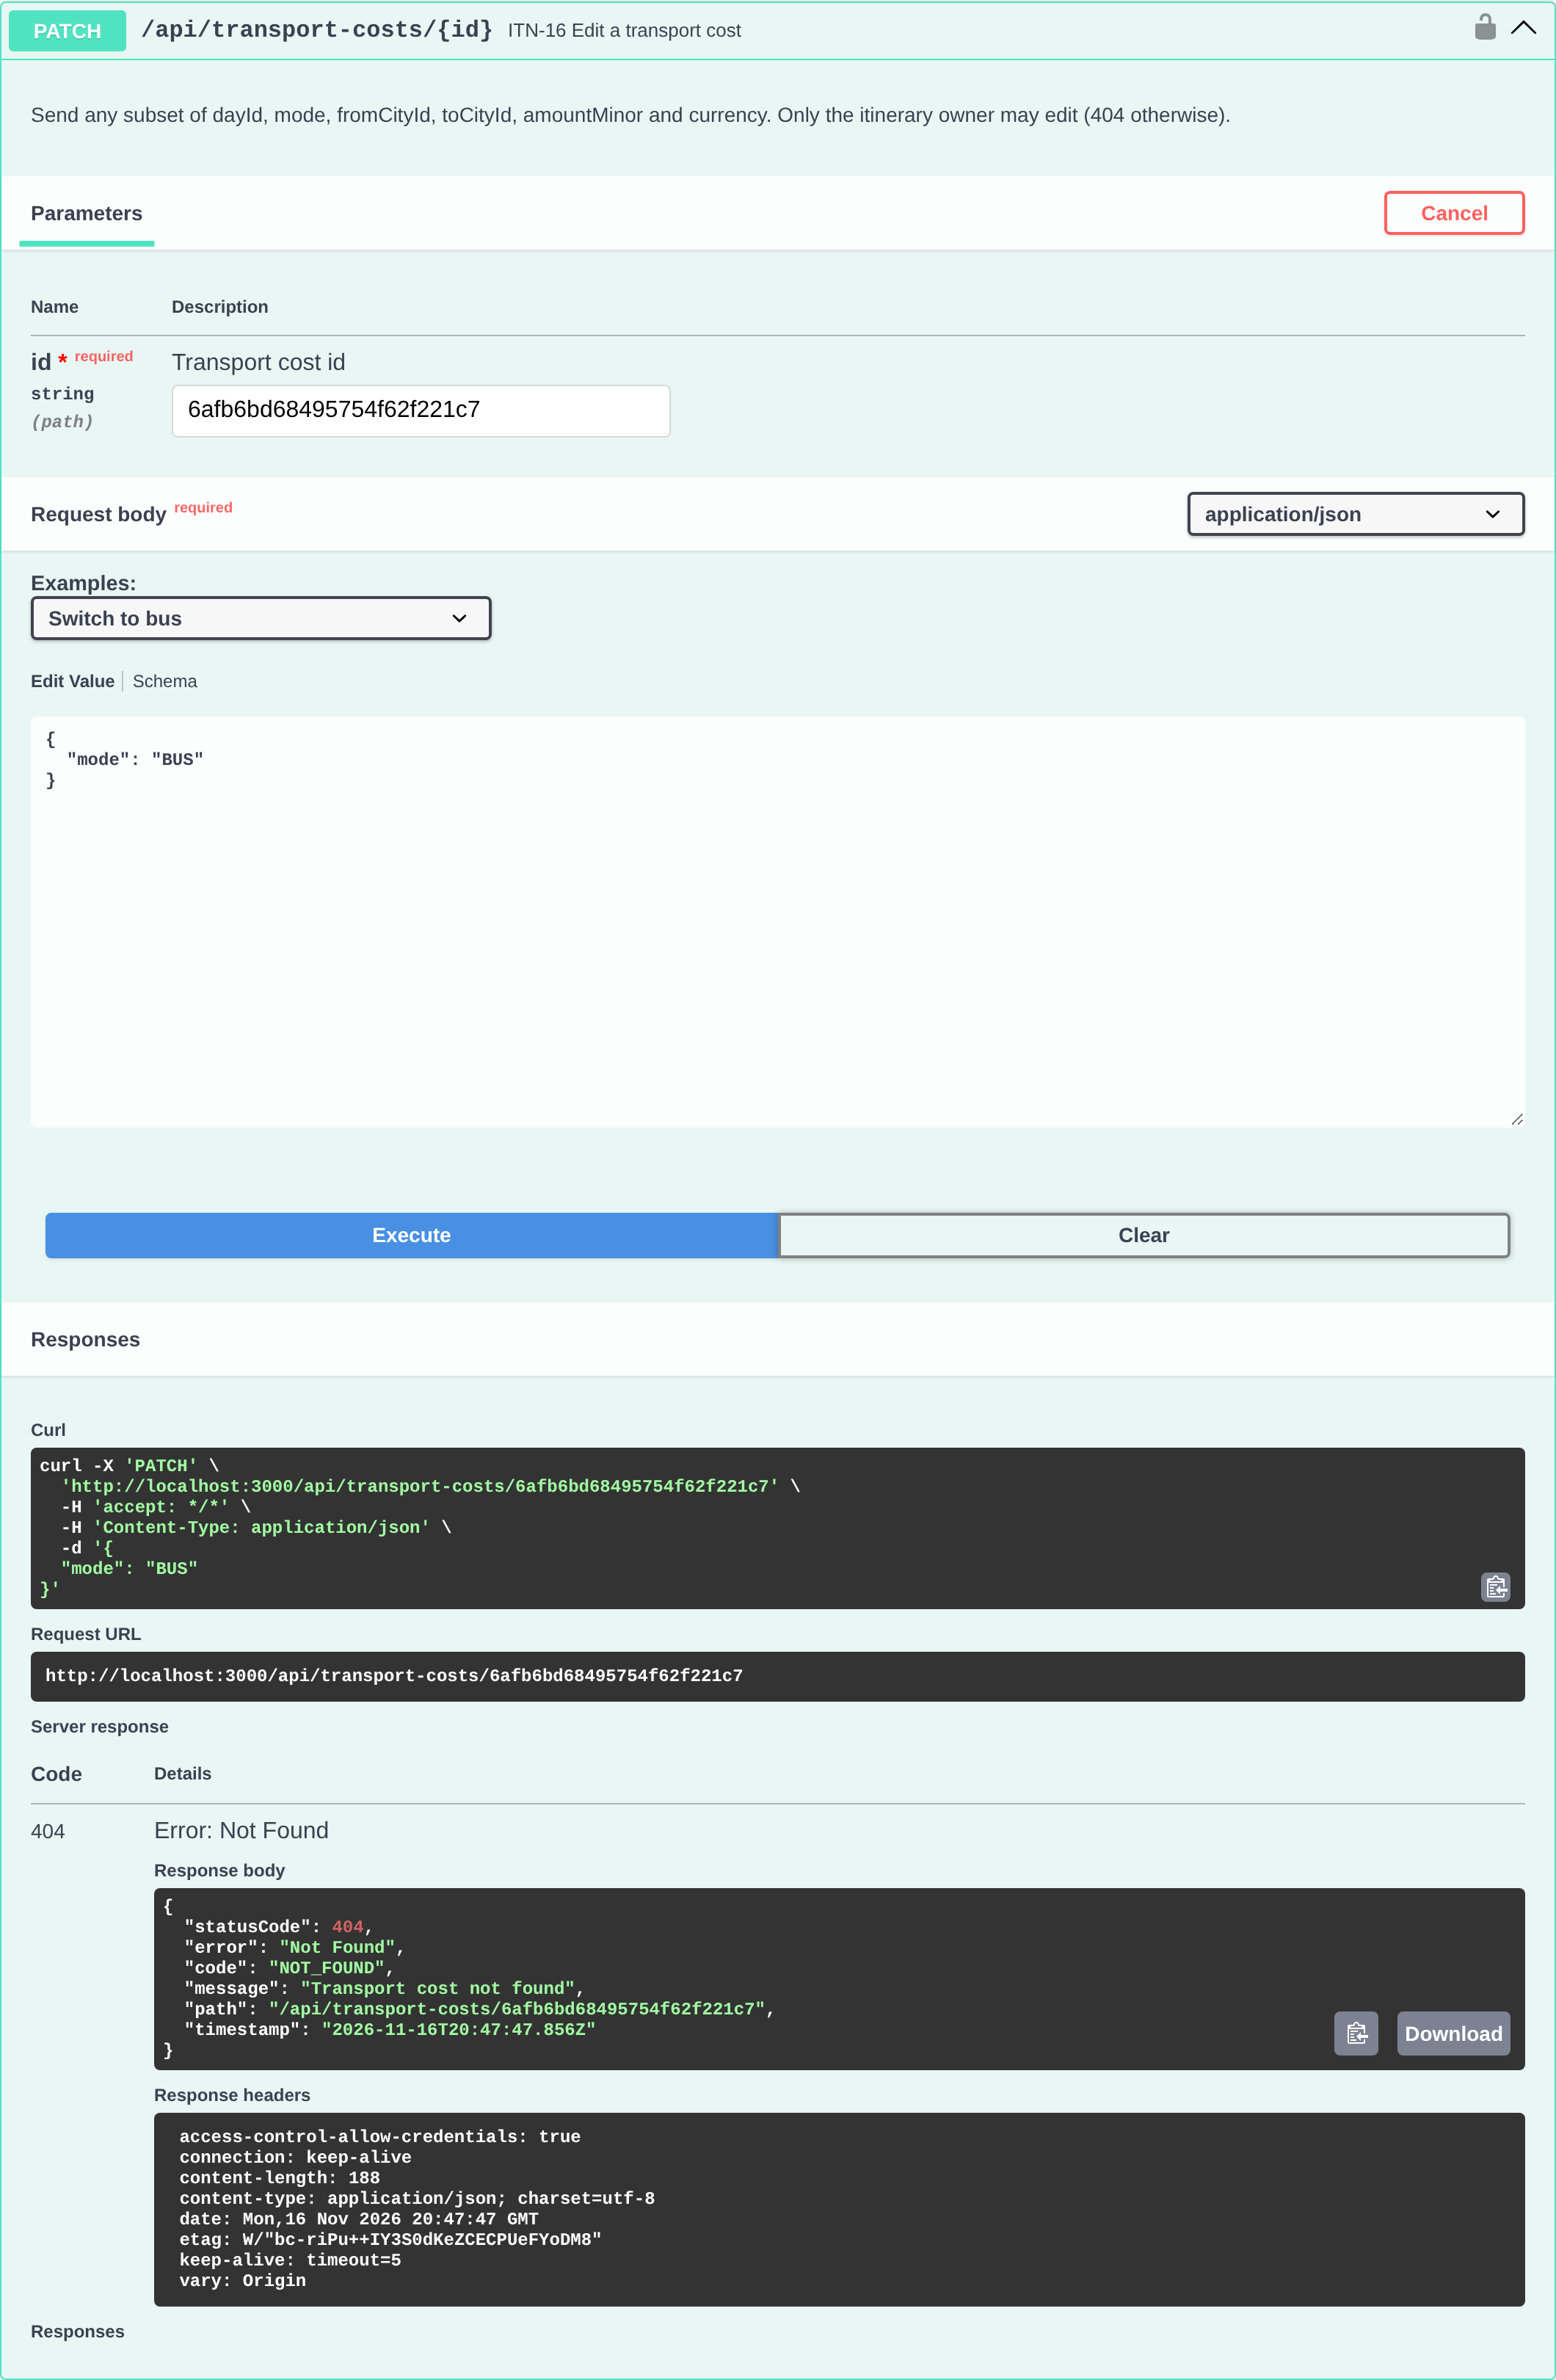 PATCH /api/transport-costs/{id} ITN-16 Edit a transport cost
Send any subset of dayId, mode, fromCityId, toCityId, amountMinor and currency. Only the itinerary owner may edit (404 otherwise).
Parameters
Cancel
Name Description
id * required
string
(path)
Transport cost id
6afb6bd68495754f62f221c7
Request body required
application/json
Examples:
Switch to bus
Edit Value Schema
{
  "mode": "BUS"
}
Execute
Clear
Responses
Curl
curl -X 'PATCH' \
  'http://localhost:3000/api/transport-costs/6afb6bd68495754f62f221c7' \
  -H 'accept: */*' \
  -H 'Content-Type: application/json' \
  -d '{
  "mode": "BUS"
}'
Request URL
http://localhost:3000/api/transport-costs/6afb6bd68495754f62f221c7
Server response
Code Details
404 Error: Not Found
Response body
{
  "statusCode": 404,
  "error": "Not Found",
  "code": "NOT_FOUND",
  "message": "Transport cost not found",
  "path": "/api/transport-costs/6afb6bd68495754f62f221c7",
  "timestamp": "2026-11-16T20:47:47.856Z"
}
Download
Response headers
access-control-allow-credentials: true
connection: keep-alive
content-length: 188
content-type: application/json; charset=utf-8
date: Mon,16 Nov 2026 20:47:47 GMT
etag: W/"bc-riPu++IY3S0dKeZCECPUeFYoDM8"
keep-alive: timeout=5
vary: Origin
Responses